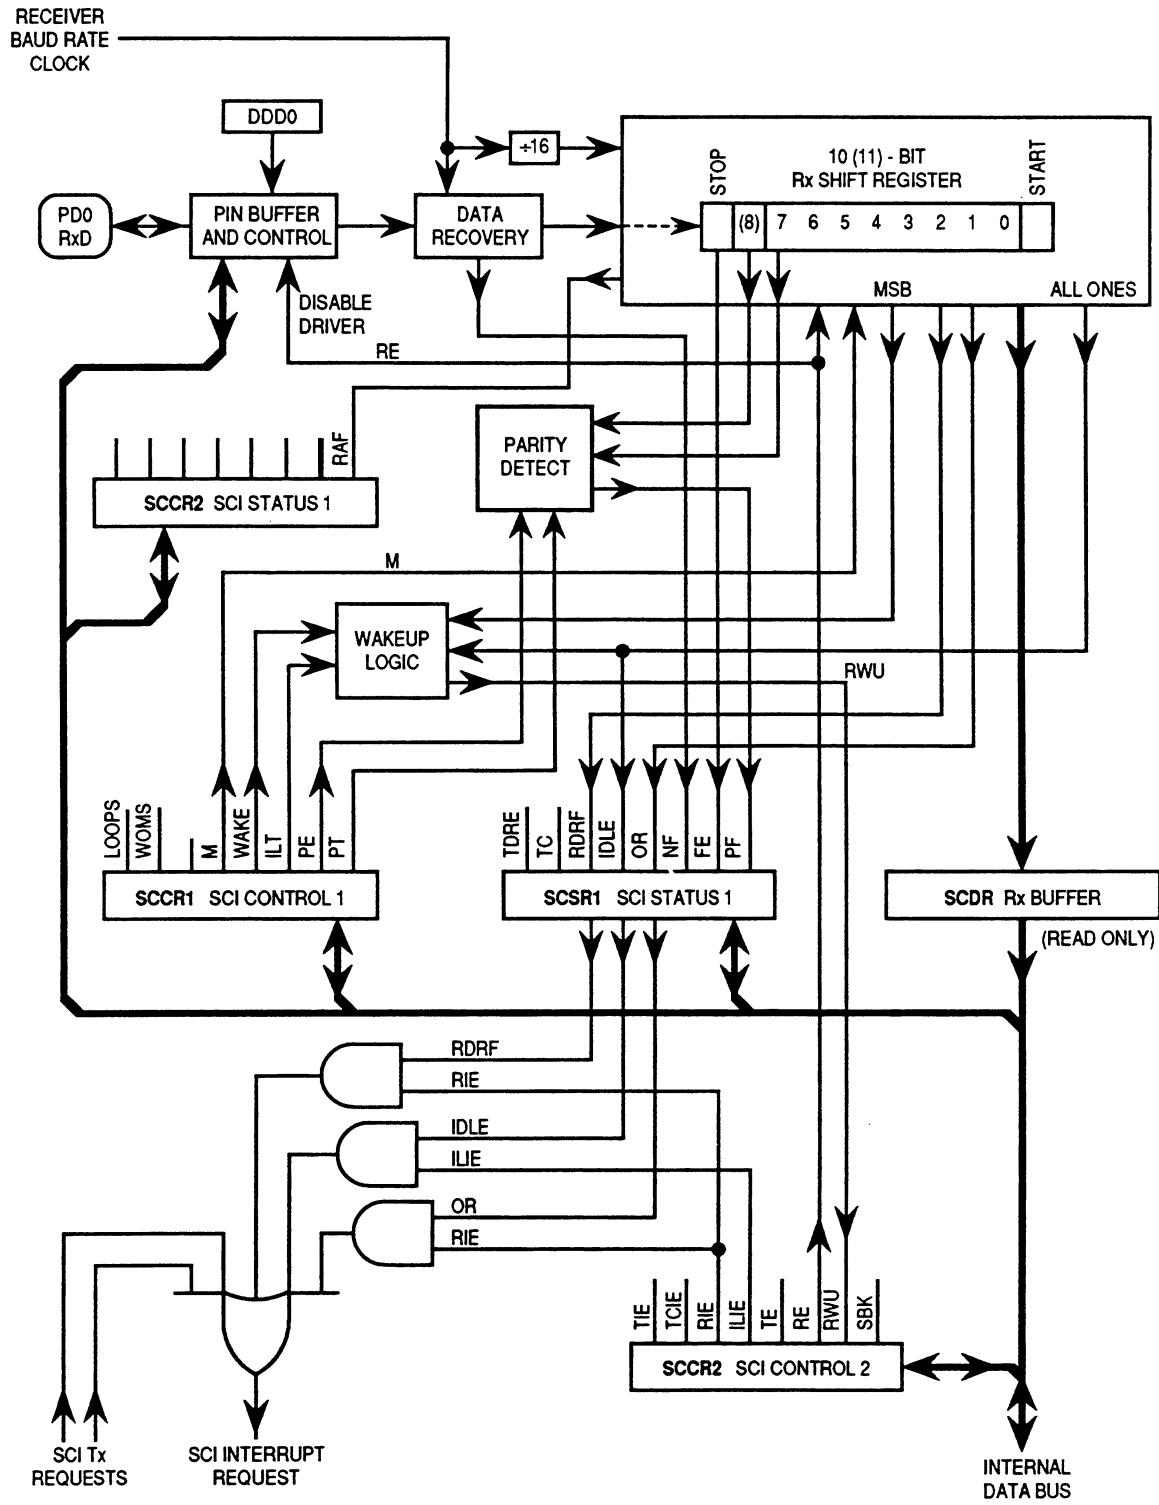 RECEIVER
BAUD RATE
CLOCK
DDD0
÷16
10 (11) - BIT
Rx SHIFT REGISTER
STOP
START
PD0
RxD
PIN BUFFER
AND CONTROL
DATA
RECOVERY
(8) 7 6 5 4 3 2 1 0
MSB
ALL ONES
DISABLE
DRIVER
RE
RAF
PARITY
DETECT
SCCR2 SCI STATUS 1
M
WAKEUP
LOGIC
RWU
LOOPS
WOMS
M
WAKE
ILT
PE
PT
TDRE
TC
RDRF
IDLE
OR
NF
FE
PF
SCCR1 SCI CONTROL 1
SCSR1 SCI STATUS 1
SCDR Rx BUFFER
(READ ONLY)
RDRF
RIE
IDLE
ILIE
OR
RIE
TIE
TCIE
RIE
ILIE
TE
RE
RWU
SBK
SCCR2 SCI CONTROL 2
SCI Tx
REQUESTS
SCI INTERRUPT
REQUEST
INTERNAL
DATA BUS